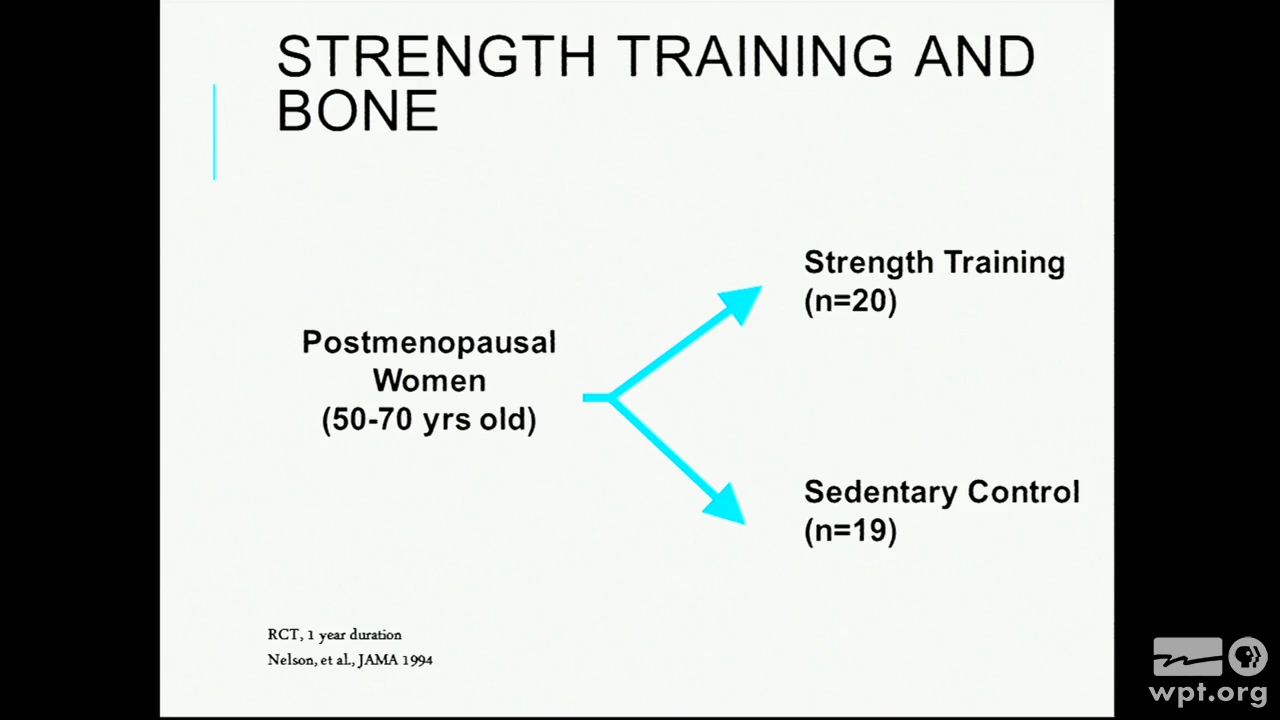 STRENGTH TRAINING AND
BONE
Strength Training
(n=20)
Postmenopausal
Women
(50-70 yrs old)
Sedentary Control
(n=19)
RCT, 1 year duration
Nelson, et al., JAMA 1994
wpt.org